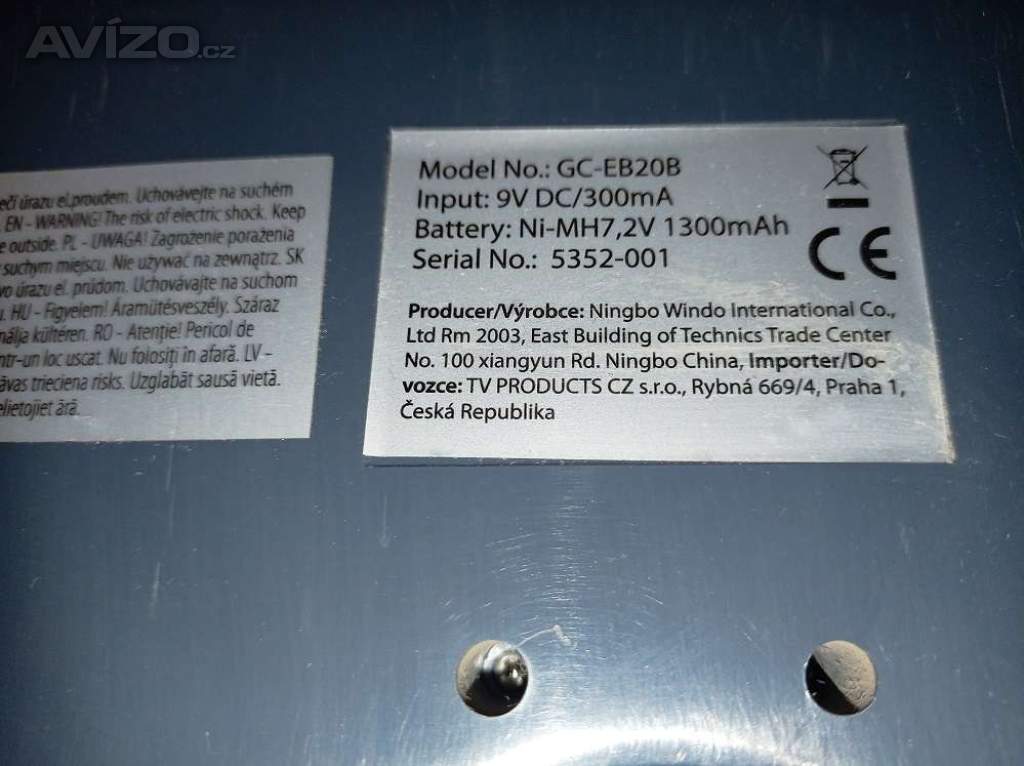 AVÍZO.cz
ečí úrazu el.proudem. Uchovávejte na suchém
. EN - WARNING! The risk of electric shock. Keep
e outside. PL - UWAGA! Zagrożenie porażenia
suchym miejscu. Nie używać na zewnątrz. SK
vo úrazu el. prúdom. Uchovávajte na suchom
. HU - Figyelem! Áramütésveszély. Száraz
nálja kültéren. RO - Atenție! Pericol de
ntr-un loc uscat. Nu folosiți în afară. LV -
āvas trieciena risks. Uzglabāt sausā vietā.
elietojiet ārā.
Model No.: GC-EB20B
Input: 9V DC/300mA
Battery: Ni-MH7,2V 1300mAh
Serial No.: 5352-001
CE
Producer/Výrobce: Ningbo Windo International Co.,
Ltd Rm 2003, East Building of Technics Trade Center
No. 100 xiangyun Rd. Ningbo China, Importer/Do-
vozce: TV PRODUCTS CZ s.r.o., Rybná 669/4, Praha 1,
Česká Republika